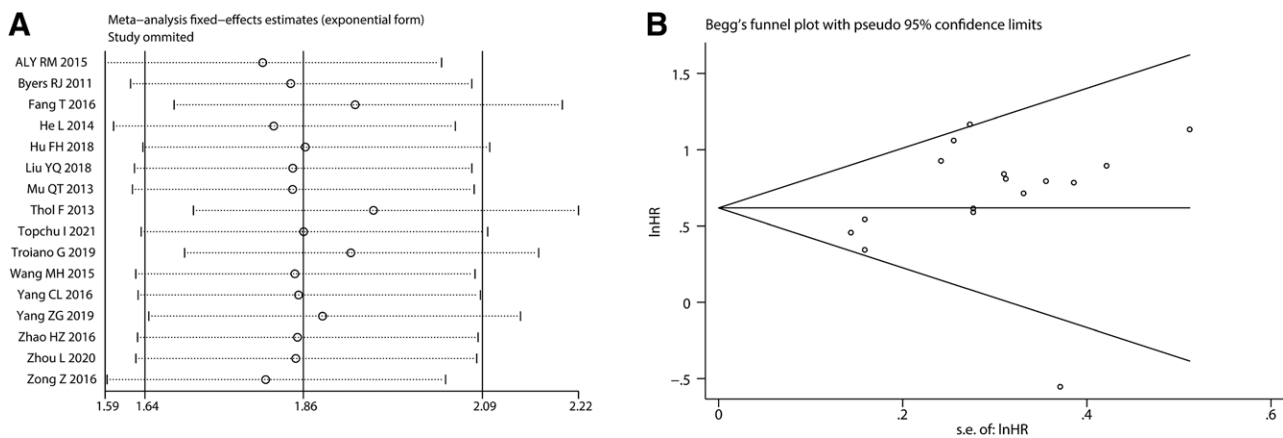 A
Meta−analysis fixed−effects estimates (exponential form)
Study ommited
ALY RM 2015
Byers RJ 2011
Fang T 2016
He L 2014
Hu FH 2018
Liu YQ 2018
Mu QT 2013
Thol F 2013
Topchu I 2021
Troiano G 2019
Wang MH 2015
Yang CL 2016
Yang ZG 2019
Zhao HZ 2016
Zhou L 2020
Zong Z 2016
1.59 1.64 1.86 2.09 2.22
B
Begg's funnel plot with pseudo 95% confidence limits
lnHR
1.5
1
0.5
0
−.5
0 .2 .4 .6
s.e. of: lnHR